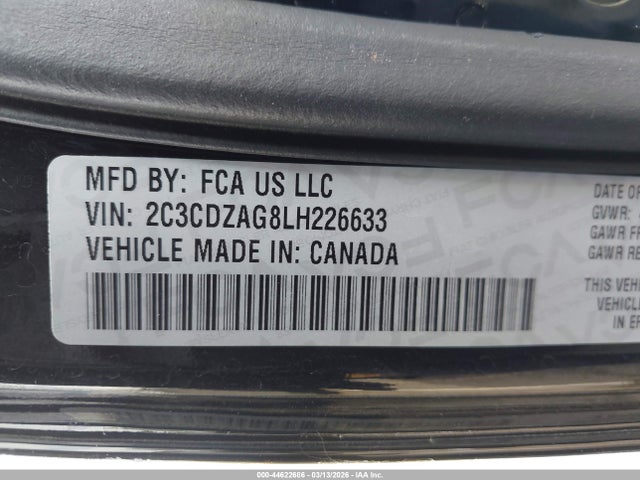 MFD BY: FCA US LLC
VIN: 2C3CDZAG8LH226633
VEHICLE MADE IN: CANADA
DATE OF
GVWR:
GAWR FR
GAWR RE
THIS VEHI
VEHICLE
IN EF
000-44622666 - 03/13/2026 - IAA Inc.